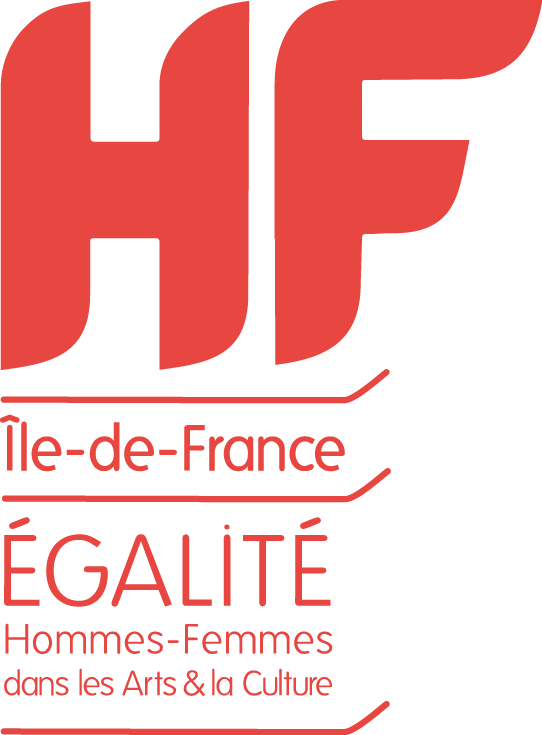 HF
Île-de-France
ÉGALITÉ
Hommes-Femmes
dans les Arts & la Culture